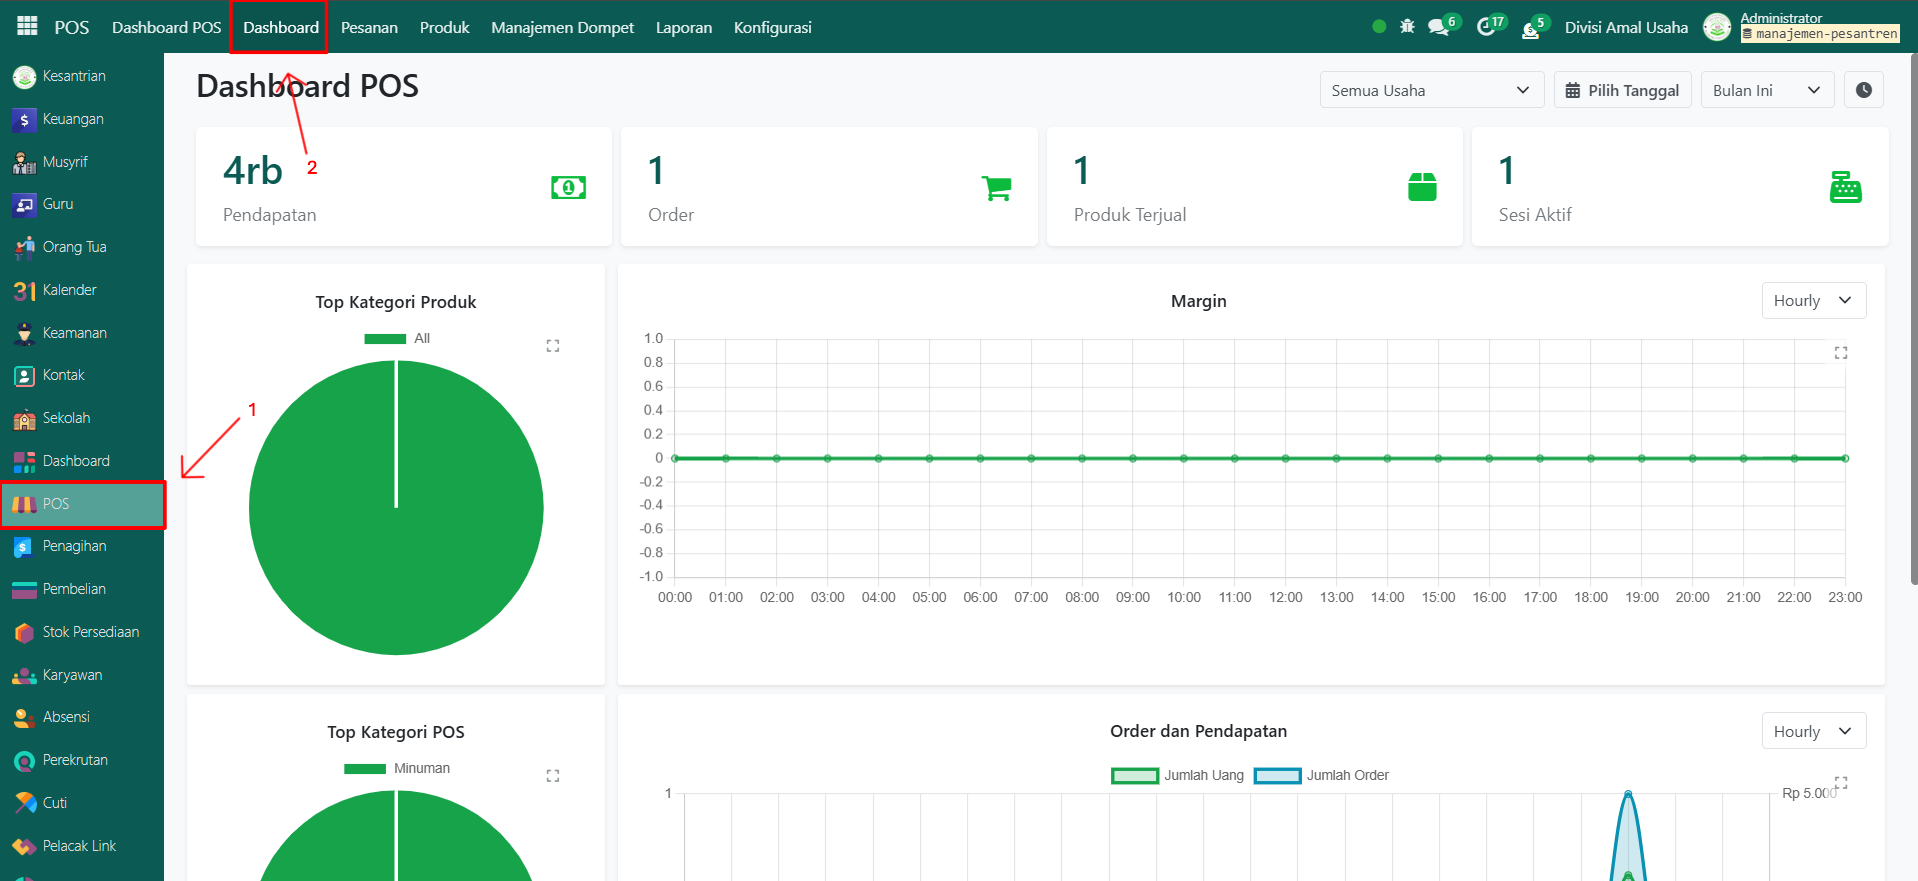 POS Dashboard POS Dashboard Pesanan Produk Manajemen Dompet Laporan Konfigurasi 6 17 5 Divisi Amal Usaha Administrator
manajemen-pesantren
Kesantrian
Keuangan
Musyrif
Guru
Orang Tua
31 Kalender
Keamanan
Kontak
Sekolah
Dashboard
POS
Penagihan
Pembelian
Stok Persediaan
Karyawan
Absensi
Perekrutan
Cuti
Pelacak Link
1
2
Dashboard POS
Semua Usaha Pilih Tanggal Bulan Ini
4rb
Pendapatan
1
Order
1
Produk Terjual
1
Sesi Aktif
Top Kategori Produk
All
Margin
Hourly
1.0
0.8
0.6
0.4
0.2
0
-0.2
-0.4
-0.6
-0.8
-1.0
00:00 01:00 02:00 03:00 04:00 05:00 06:00 07:00 08:00 09:00 10:00 11:00 12:00 13:00 14:00 15:00 16:00 17:00 18:00 19:00 20:00 21:00 22:00 23:00
Top Kategori POS
Minuman
Order dan Pendapatan
Hourly
Jumlah Uang Jumlah Order
1
Rp 5.000